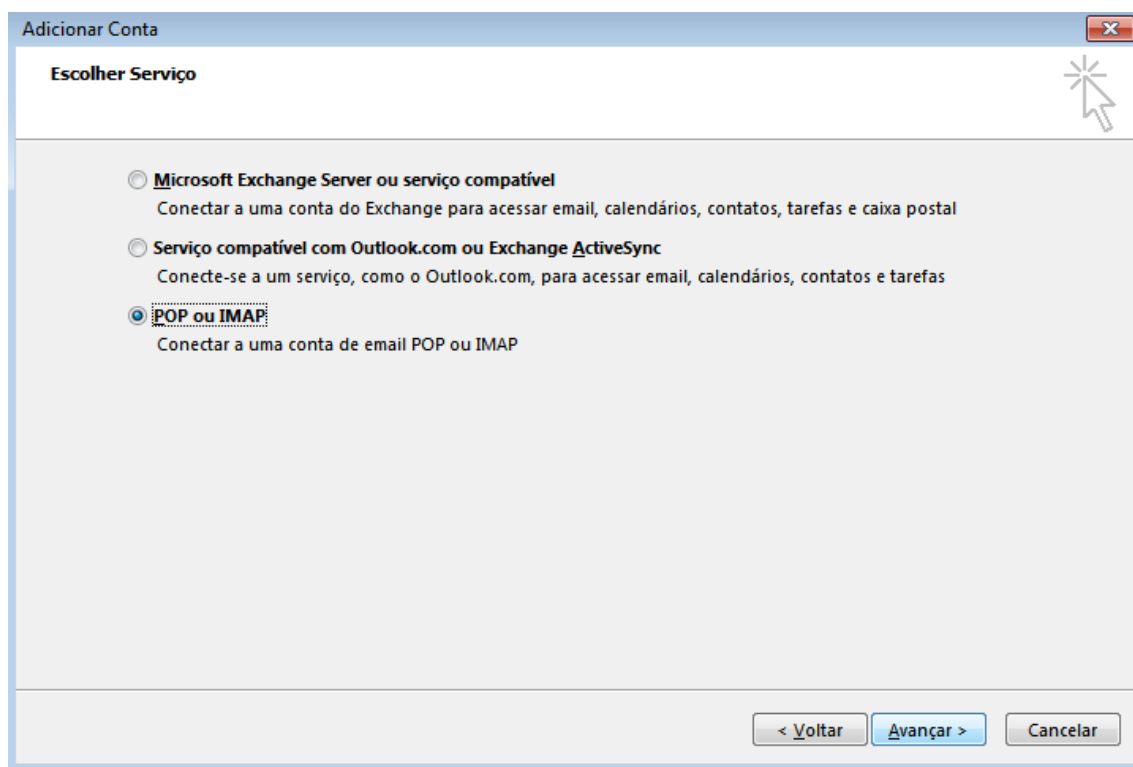 Adicionar Conta
Escolher Serviço
Microsoft Exchange Server ou serviço compatível
Conectar a uma conta do Exchange para acessar email, calendários, contatos, tarefas e caixa postal
Serviço compatível com Outlook.com ou Exchange ActiveSync
Conecte-se a um serviço, como o Outlook.com, para acessar email, calendários, contatos e tarefas
POP ou IMAP
Conectar a uma conta de email POP ou IMAP
< Voltar Avançar > Cancelar